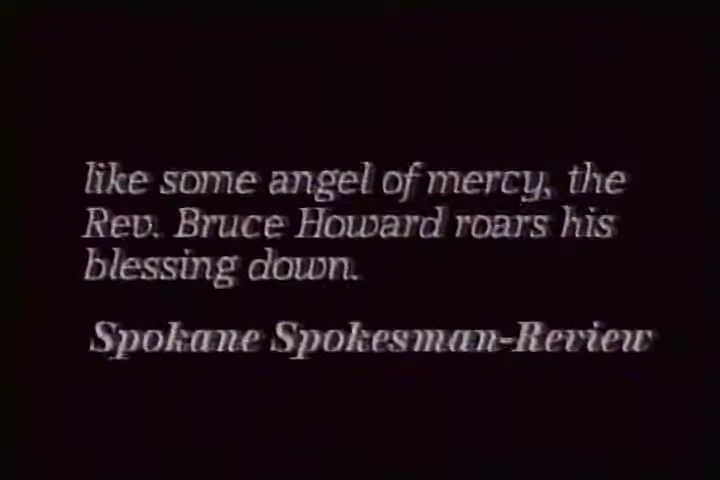 like some angel of mercy, the
Rev. Bruce Howard roars his
blessing down.
Spokane Spokesman-Review